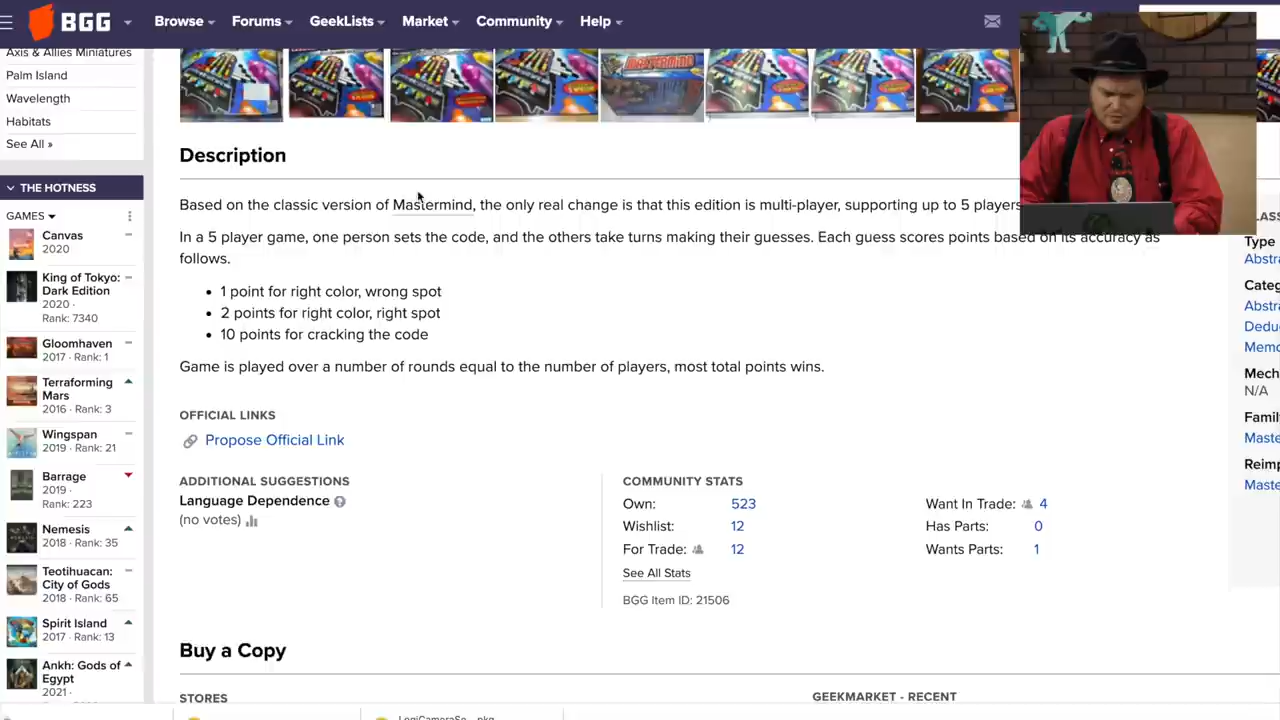 BGG
Browse
Forums
GeekLists
Market
Community
Help
Axis & Allies Miniatures
Palm Island
Wavelength
Habitats
See All »
THE HOTNESS
GAMES
Canvas
2020
King of Tokyo:
Dark Edition
2020 ·
Rank: 7340
Gloomhaven
2017 · Rank: 1
Terraforming
Mars
2016 · Rank: 3
Wingspan
2019 · Rank: 21
Barrage
2019 ·
Rank: 223
Nemesis
2018 · Rank: 35
Teotihuacan:
City of Gods
2018 · Rank: 65
Spirit Island
2017 · Rank: 13
Ankh: Gods of
Egypt
2021 ·
MASTERMIND
Description
Based on the classic version of Mastermind, the only real change is that this edition is multi-player, supporting up to 5 players
In a 5 player game, one person sets the code, and the others take turns making their guesses. Each guess scores points based on its accuracy as
follows.
• 1 point for right color, wrong spot
• 2 points for right color, right spot
• 10 points for cracking the code
Game is played over a number of rounds equal to the number of players, most total points wins.
OFFICIAL LINKS
Propose Official Link
ADDITIONAL SUGGESTIONS
Language Dependence
(no votes)
COMMUNITY STATS
Own: 523
Wishlist: 12
For Trade: 12
See All Stats
BGG Item ID: 21506
Want In Trade: 4
Has Parts: 0
Wants Parts: 1
Buy a Copy
STORES
GEEKMARKET - RECENT
Type
Abstra
Categ
Abstra
Dedu
Memo
Mech
N/A
Famil
Maste
Reimp
Maste